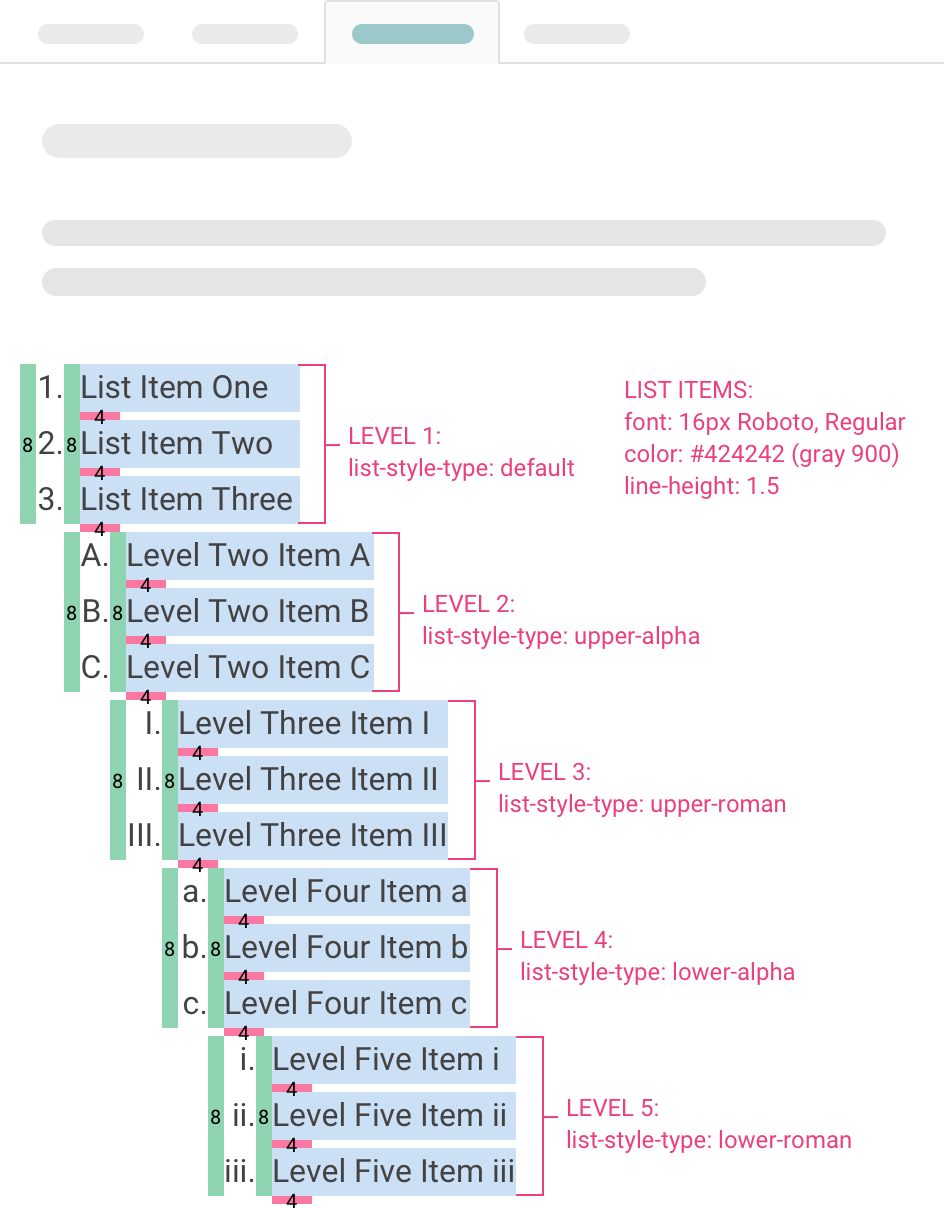 1. List Item One
4
8 2. 8 List Item Two
4
3. List Item Three
4
LEVEL 1:
list-style-type: default
LIST ITEMS:
font: 16px Roboto, Regular
color: #424242 (gray 900)
line-height: 1.5
A. Level Two Item A
4
8 B. 8 Level Two Item B
4
C. Level Two Item C
4
LEVEL 2:
list-style-type: upper-alpha
I. Level Three Item I
4
8 II. 8 Level Three Item II
4
III. Level Three Item III
4
LEVEL 3:
list-style-type: upper-roman
a. Level Four Item a
4
8 b. 8 Level Four Item b
4
c. Level Four Item c
4
LEVEL 4:
list-style-type: lower-alpha
i. Level Five Item i
4
8 ii. 8 Level Five Item ii
4
iii. Level Five Item iii
4
LEVEL 5:
list-style-type: lower-roman